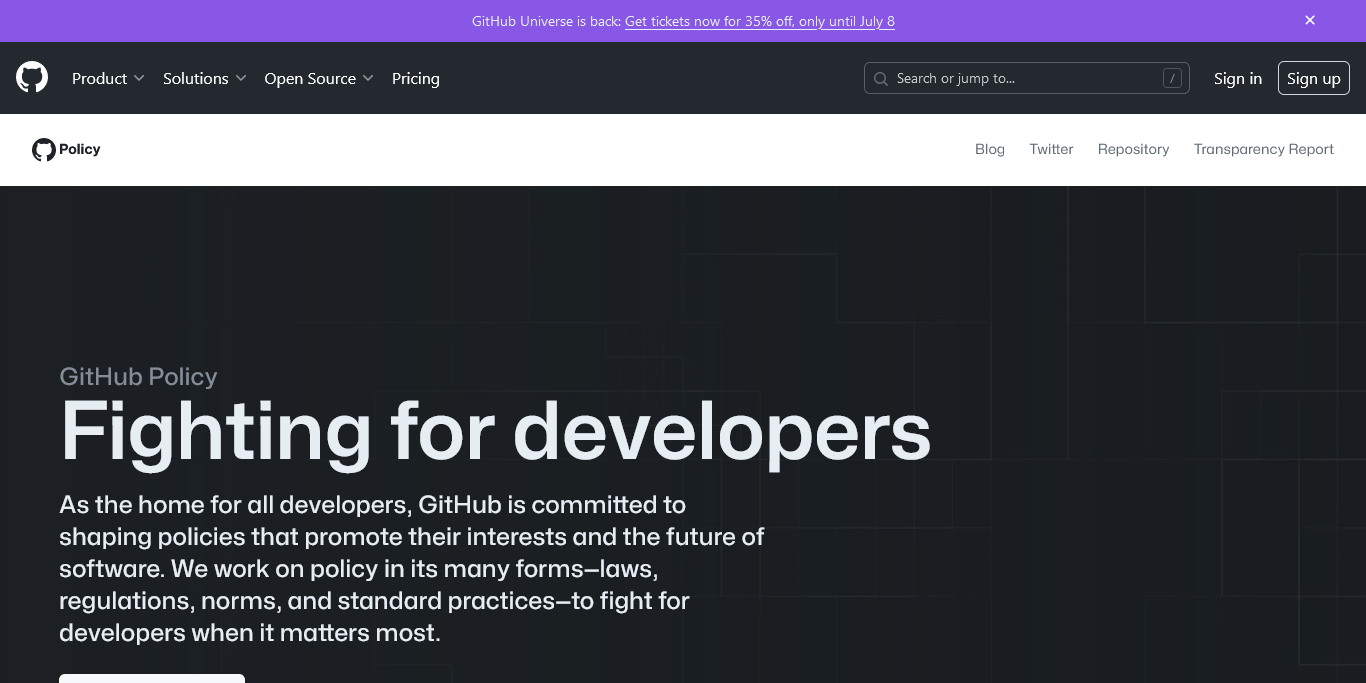 GitHub Universe is back: Get tickets now for 35% off, only until July 8
Product
Solutions
Open Source
Pricing
Search or jump to...
/
Sign in
Sign up
Policy
Blog
Twitter
Repository
Transparency Report
GitHub Policy
Fighting for developers
As the home for all developers, GitHub is committed to
shaping policies that promote their interests and the future of
software. We work on policy in its many forms—laws,
regulations, norms, and standard practices—to fight for
developers when it matters most.